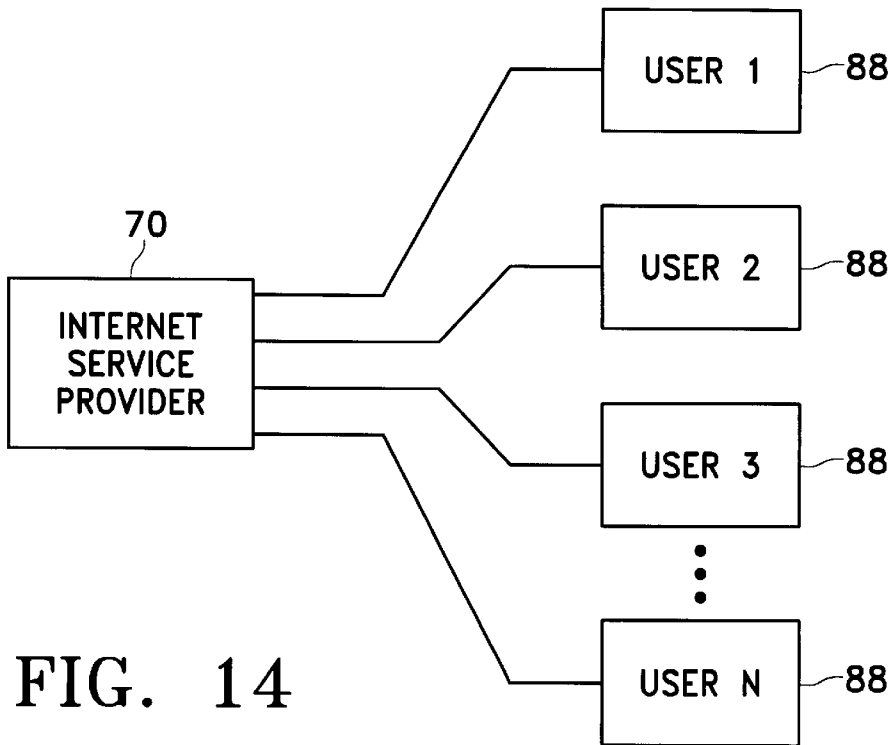 USER 1
88
70
INTERNET
SERVICE
PROVIDER
USER 2
88
USER 3
88
USER N
88
FIG. 14